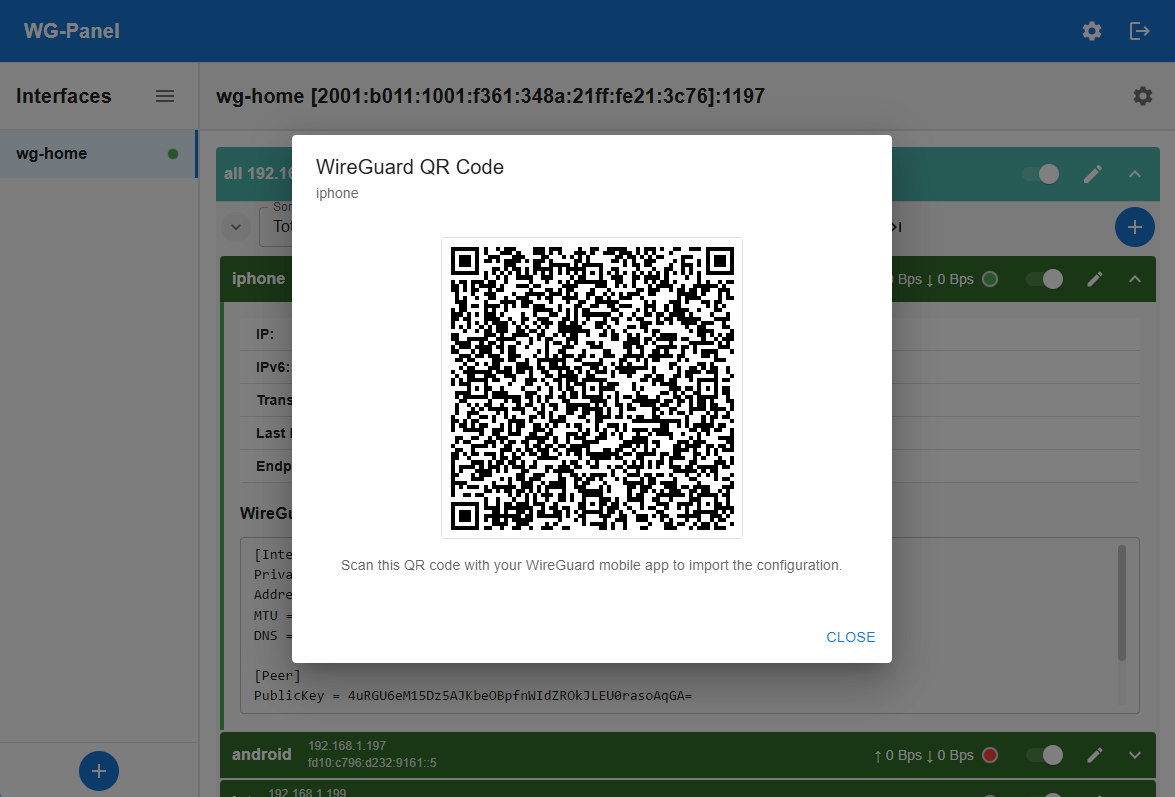 WG-Panel
Interfaces
wg-home [2001:b011:1001:f361:348a:21ff:fe21:3c76]:1197
wg-home
all 192.16
WireGuard QR Code
iphone
iphone
Bps ↓ 0 Bps
IP:
IPv6:
Trans
Last
Endp
WireGu
[Inte
Priva
Addre
MTU =
DNS =
[Peer]
PublicKey = 4uRGU6eM15Dz5AJKbeOBpfnWIdZROkJLEU0rasoAqGA=
Scan this QR code with your WireGuard mobile app to import the configuration.
CLOSE
android
192.168.1.197
fd10:c796:d232:9161::5
↑ 0 Bps ↓ 0 Bps
192.168.1.199